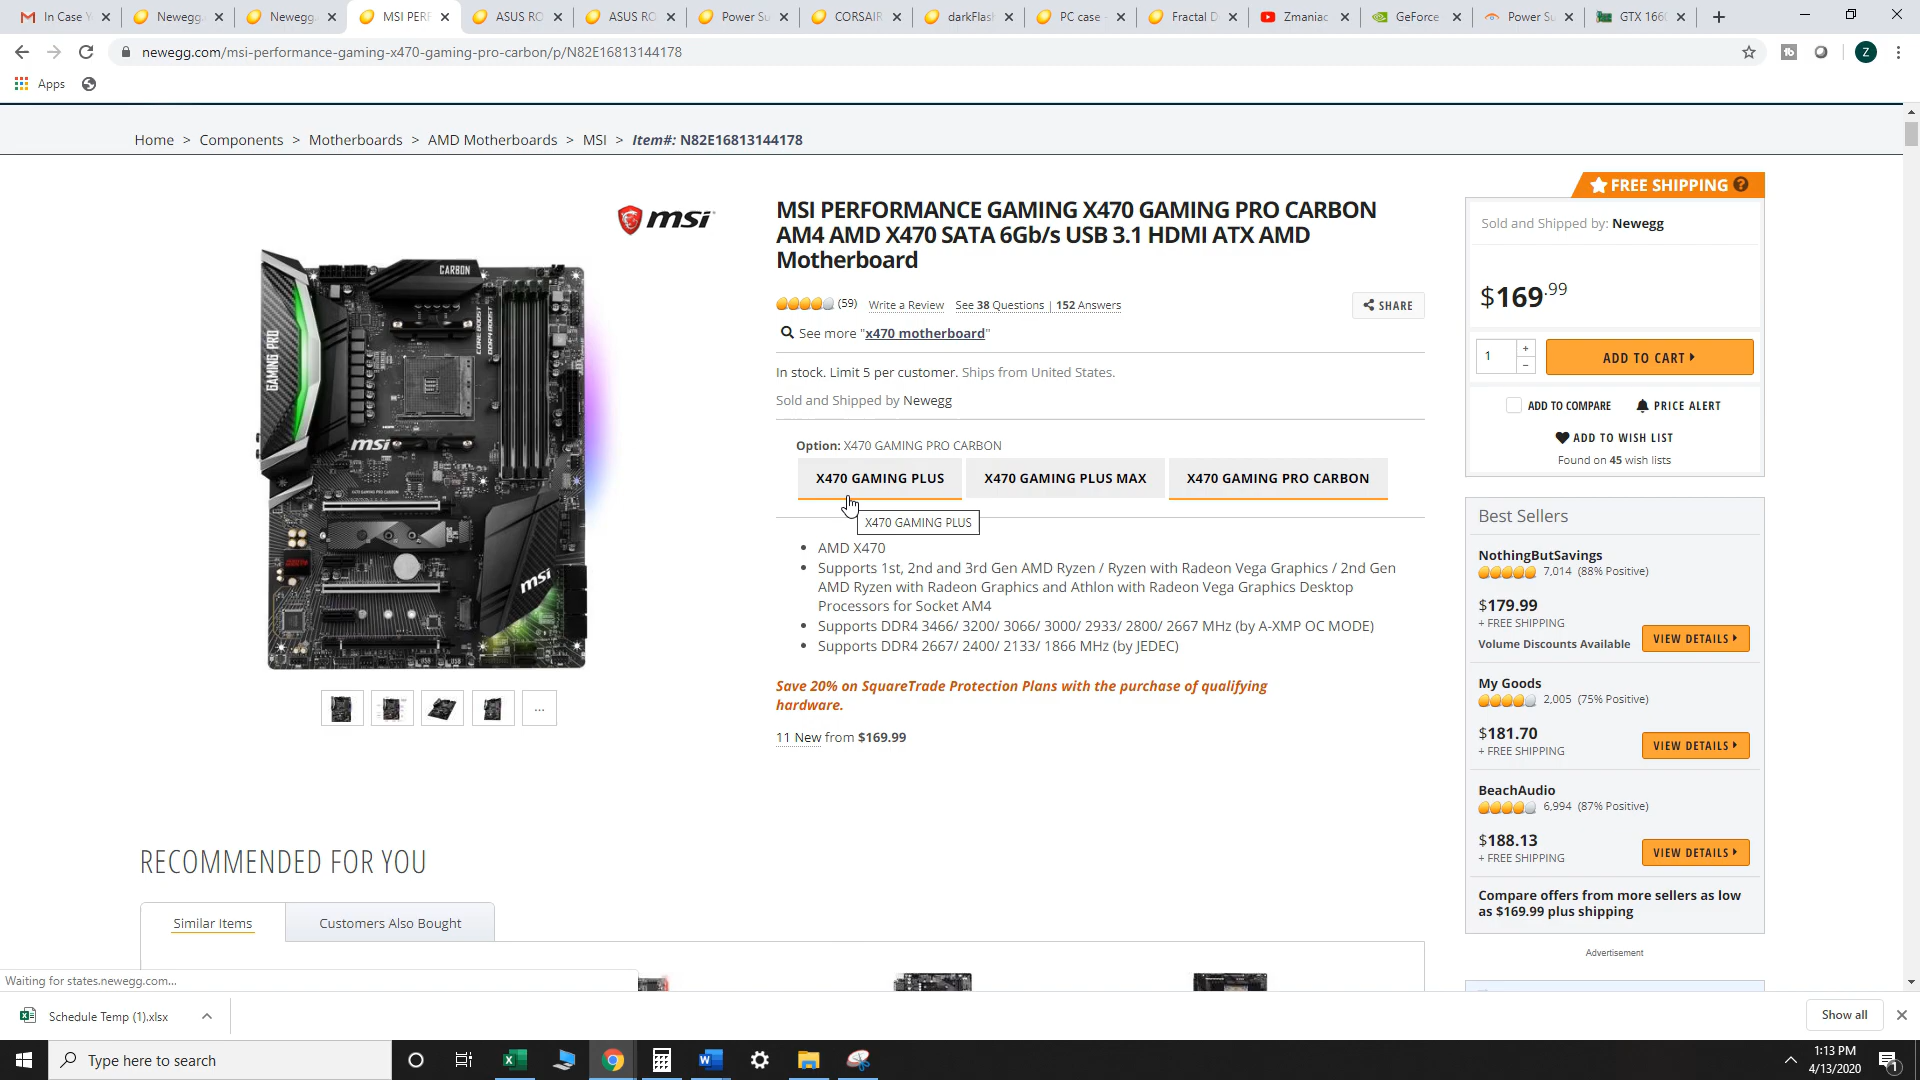 In Case Y
Newegg
Newegg
MSI PERF
ASUS RO
ASUS RO
Power Su
CORSAIR
darkFlash
PC case
Fractal D
Zmaniac
GeForce
Power Su
GTX 166
newegg.com/msi-performance-gaming-x470-gaming-pro-carbon/p/N82E16813144178
Z
Apps
Home > Components > Motherboards > AMD Motherboards > MSI > Item#: N82E16813144178
msi
CARBON
GAMING PRO
msi
msi
MSI PERFORMANCE GAMING X470 GAMING PRO CARBON
AM4 AMD X470 SATA 6Gb/s USB 3.1 HDMI ATX AMD
Motherboard
(59) Write a Review See 38 Questions | 152 Answers
SHARE
See more "x470 motherboard"
In stock. Limit 5 per customer. Ships from United States.
Sold and Shipped by Newegg
Option: X470 GAMING PRO CARBON
X470 GAMING PLUS
X470 GAMING PLUS MAX
X470 GAMING PRO CARBON
X470 GAMING PLUS
AMD X470
Supports 1st, 2nd and 3rd Gen AMD Ryzen / Ryzen with Radeon Vega Graphics / 2nd Gen
AMD Ryzen with Radeon Graphics and Athlon with Radeon Vega Graphics Desktop
Processors for Socket AM4
Supports DDR4 3466/ 3200/ 3066/ 3000/ 2933/ 2800/ 2667 MHz (by A-XMP OC MODE)
Supports DDR4 2667/ 2400/ 2133/ 1866 MHz (by JEDEC)
Save 20% on SquareTrade Protection Plans with the purchase of qualifying
hardware.
11 New from $169.99
...
FREE SHIPPING ?
Sold and Shipped by: Newegg
$169.99
1
+
−
ADD TO CART
ADD TO COMPARE
PRICE ALERT
ADD TO WISH LIST
Found on 45 wish lists
Best Sellers
NothingButSavings
7,014 (88% Positive)
$179.99
+ FREE SHIPPING
Volume Discounts Available
VIEW DETAILS
My Goods
2,005 (75% Positive)
$181.70
+ FREE SHIPPING
VIEW DETAILS
BeachAudio
6,994 (87% Positive)
$188.13
+ FREE SHIPPING
VIEW DETAILS
Compare offers from more sellers as low
as $169.99 plus shipping
Advertisement
RECOMMENDED FOR YOU
Similar Items
Customers Also Bought
Waiting for states.newegg.com...
Schedule Temp (1).xlsx
Show all
Type here to search
1:13 PM
4/13/2020
1